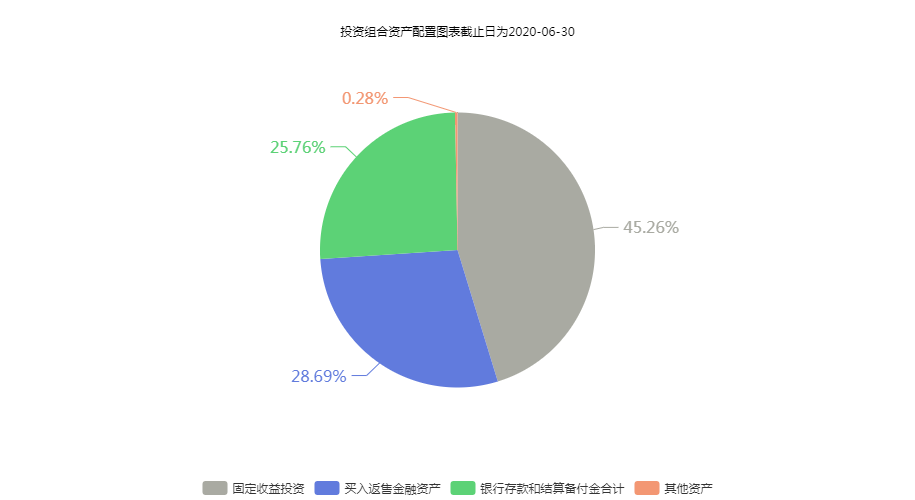 投资组合资产配置图表截止日为2020-06-30
0.28%
25.76%
45.26%
28.69%
固定收益投资 买入返售金融资产 银行存款和结算备付金合计 其他资产